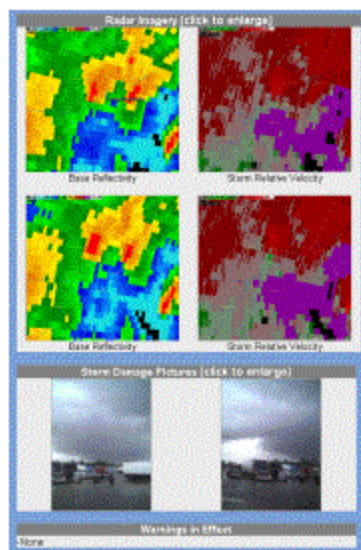 Radar Imagery (click to enlarge)
Base Reflectivity Storm Relative Velocity
Base Reflectivity Storm Relative Velocity
Storm Damage Pictures (click to enlarge)
Warnings in Effect
-None